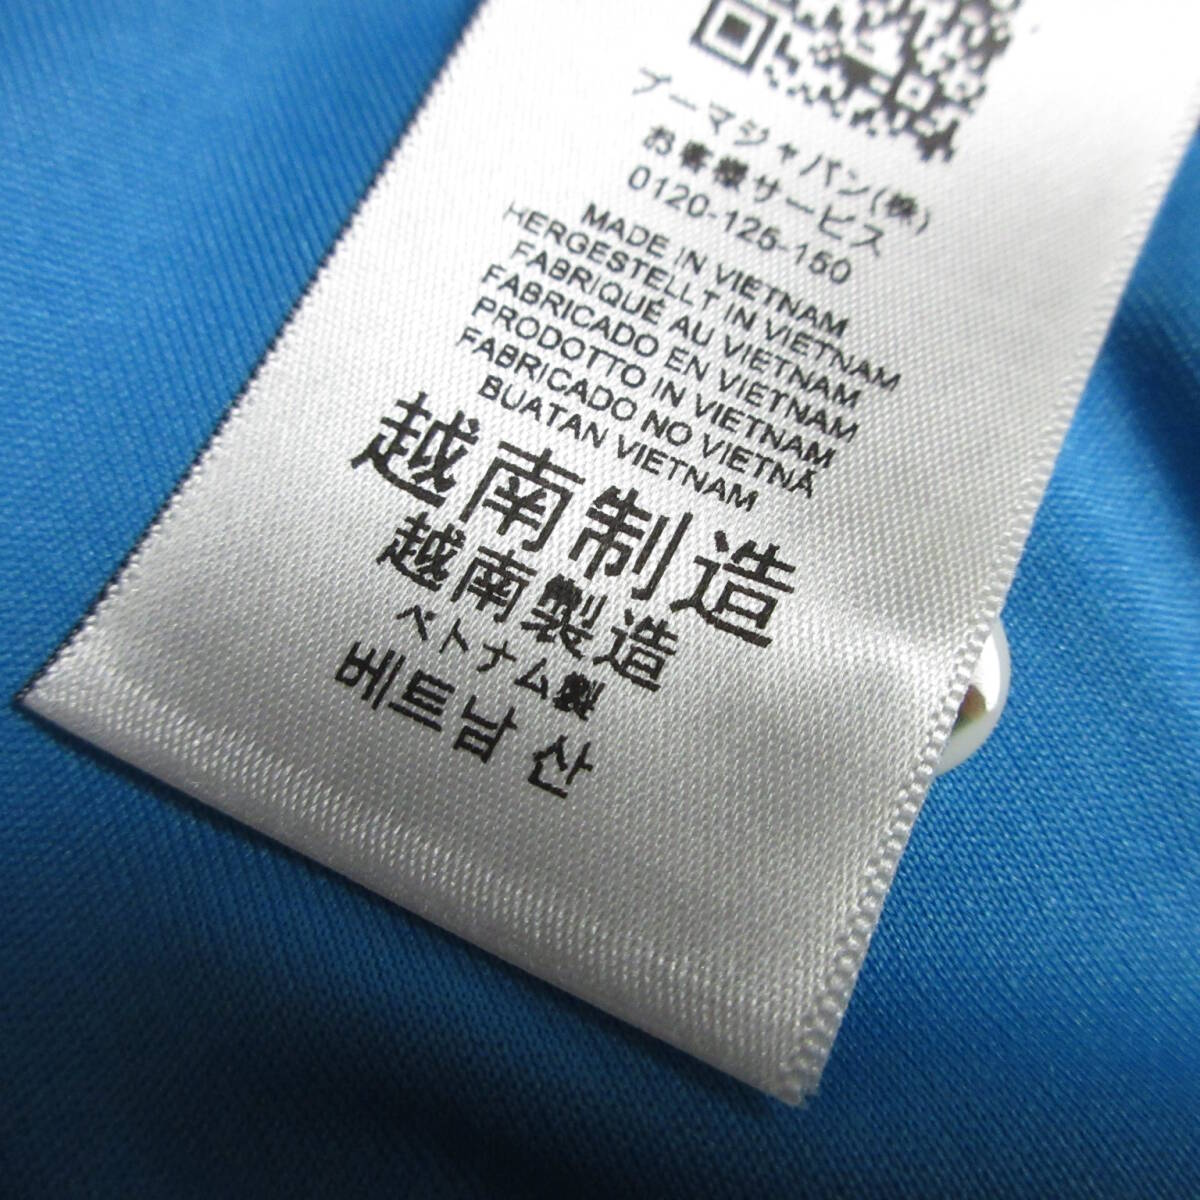 プーマジャパン(株)
お客様サービス
0120-125-150
MADE IN VIETNAM
HERGESTELLT IN VIETNAM
FABRIQUÉ AU VIETNAM
FABRICADO EN VIETNAM
PRODOTTO IN VIETNAM
FABRICADO NO VIETNÃ
BUATAN VIETNAM
越南制造
越南製造
ベトナム製
베트남 산